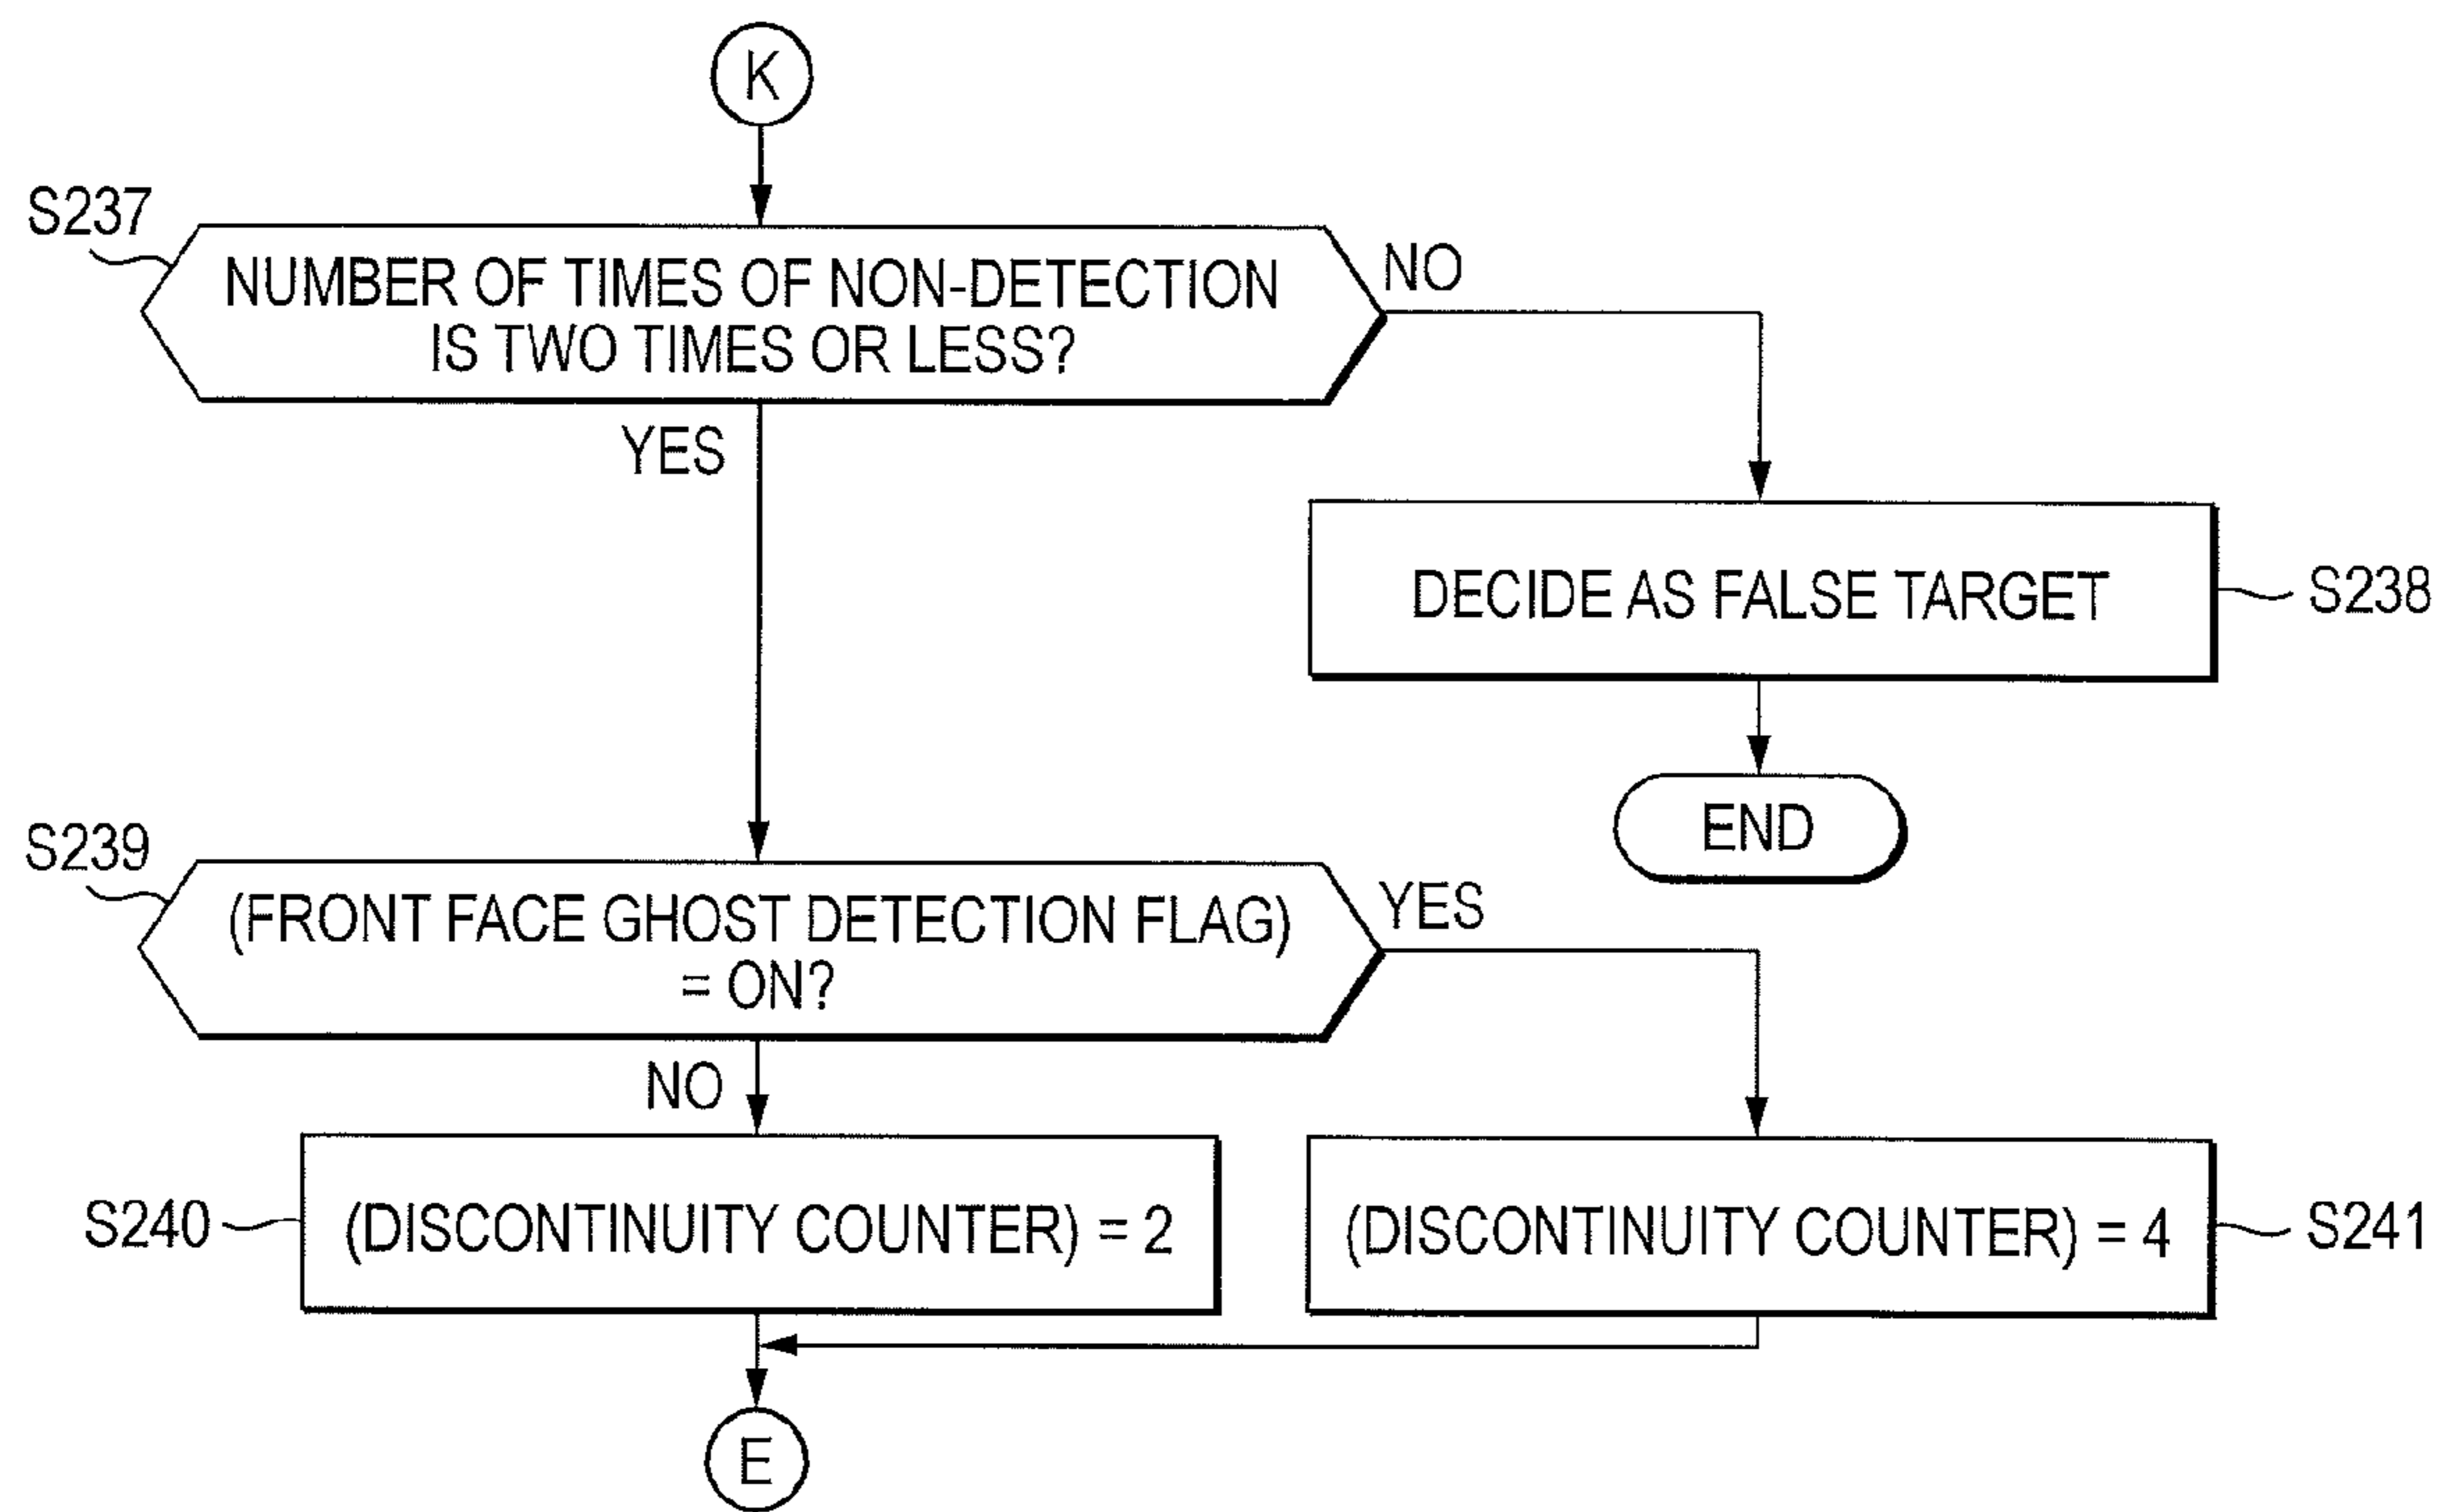 K
S237
NUMBER OF TIMES OF NON-DETECTION
IS TWO TIMES OR LESS?
NO
YES
DECIDE AS FALSE TARGET
S238
END
S239
(FRONT FACE GHOST DETECTION FLAG)
= ON?
YES
NO
S240
(DISCONTINUITY COUNTER) = 2
(DISCONTINUITY COUNTER) = 4
S241
E